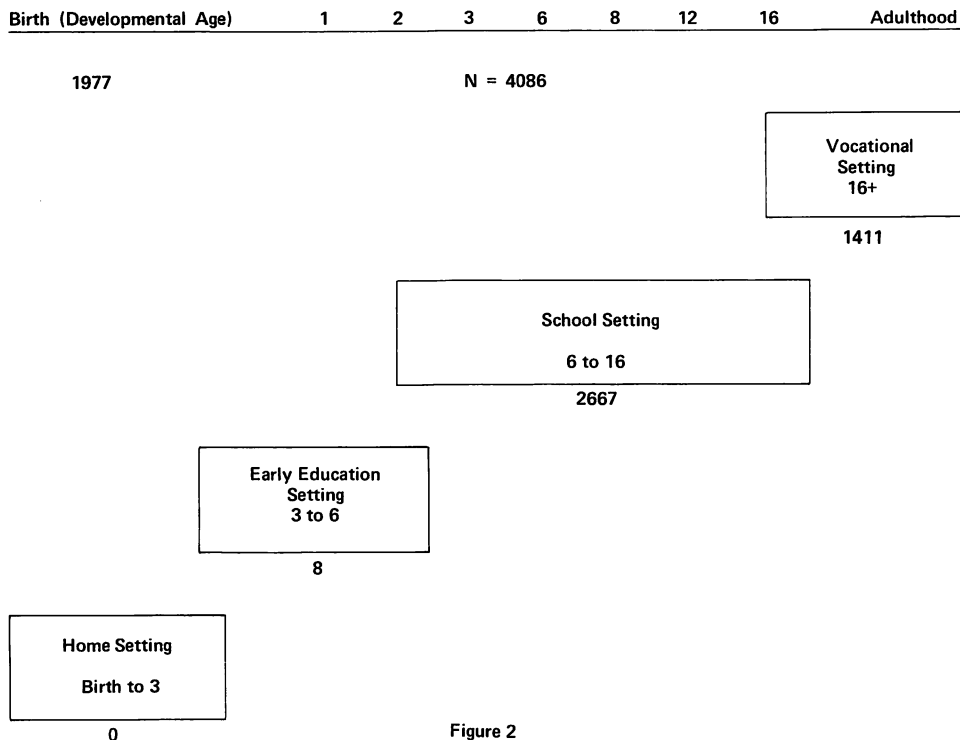 Birth (Developmental Age) 1 2 3 6 8 12 16 Adulthood
1977 N = 4086
Vocational
Setting
16+
1411
School Setting
6 to 16
2667
Early Education
Setting
3 to 6
8
Home Setting
Birth to 3
0
Figure 2